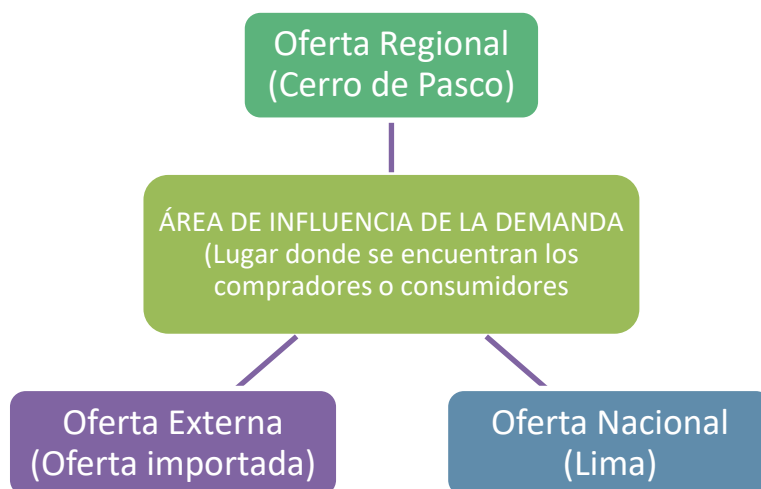 Oferta Regional
(Cerro de Pasco)
ÁREA DE INFLUENCIA DE LA DEMANDA
(Lugar donde se encuentran los
compradores o consumidores
Oferta Externa
(Oferta importada)
Oferta Nacional
(Lima)